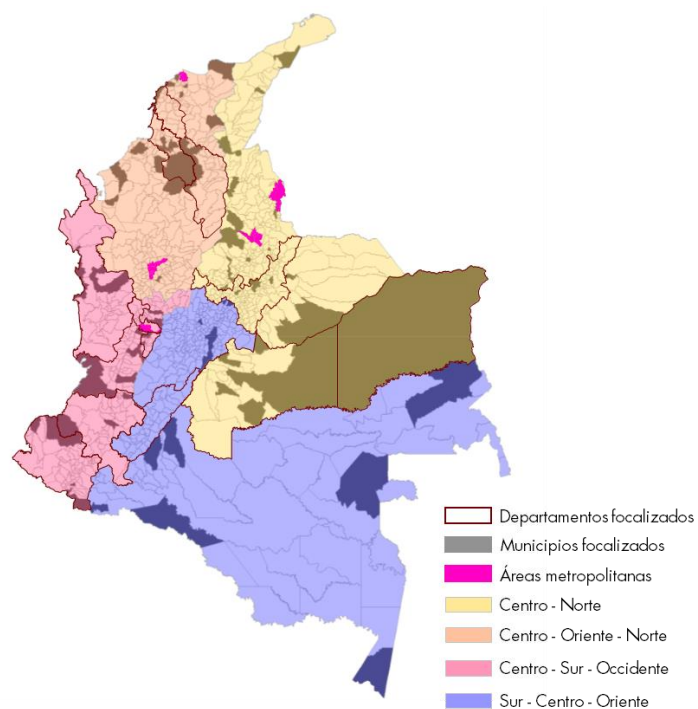 Departamentos focalizados
Municipios focalizados
Áreas metropolitanas
Centro - Norte
Centro - Oriente - Norte
Centro - Sur - Occidente
Sur - Centro - Oriente